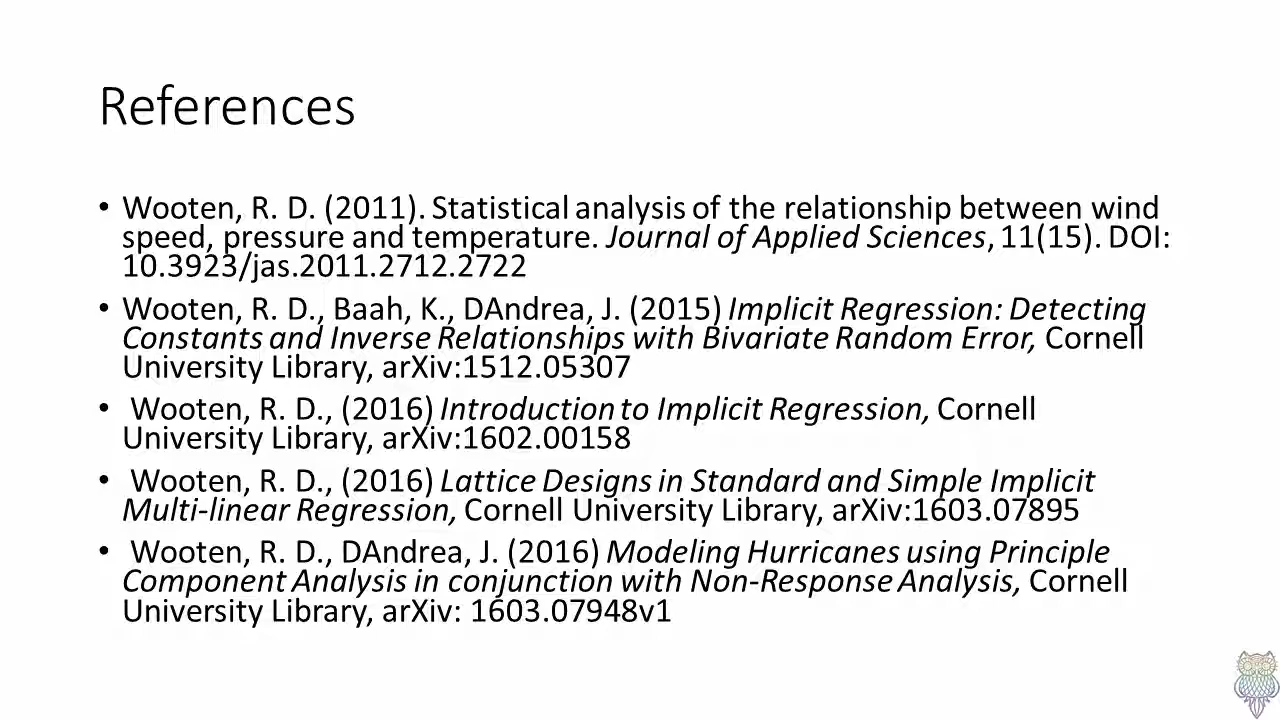 References
• Wooten, R. D. (2011). Statistical analysis of the relationship between wind
speed, pressure and temperature. Journal of Applied Sciences, 11(15). DOI:
10.3923/jas.2011.2712.2722
• Wooten, R. D., Baah, K., DAndrea, J. (2015) Implicit Regression: Detecting
Constants and Inverse Relationships with Bivariate Random Error, Cornell
University Library, arXiv:1512.05307
• Wooten, R. D., (2016) Introduction to Implicit Regression, Cornell
University Library, arXiv:1602.00158
• Wooten, R. D., (2016) Lattice Designs in Standard and Simple Implicit
Multi-linear Regression, Cornell University Library, arXiv:1603.07895
• Wooten, R. D., DAndrea, J. (2016) Modeling Hurricanes using Principle
Component Analysis in conjunction with Non-Response Analysis, Cornell
University Library, arXiv: 1603.07948v1